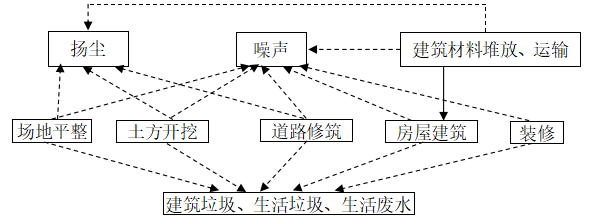 扬尘
噪声
建筑材料堆放、运输
场地平整
土方开挖
道路修筑
房屋建筑
装修
建筑垃圾、生活垃圾、生活废水